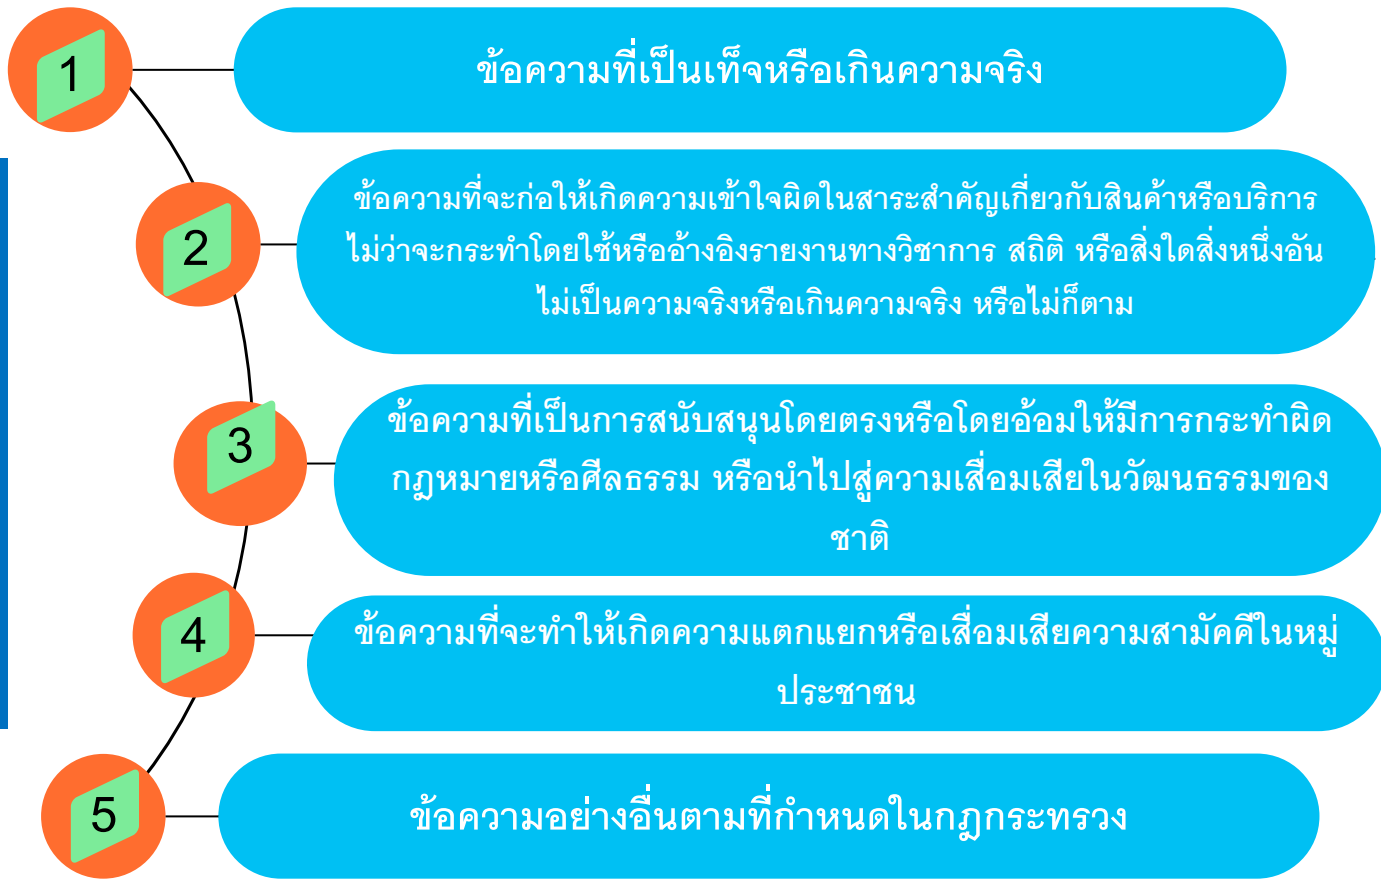 1
ข้อความที่เป็นเท็จหรือเกินความจริง
2
ข้อความที่จะก่อให้เกิดความเข้าใจผิดในสาระสำคัญเกี่ยวกับสินค้าหรือบริการ
ไม่ว่าจะกระทำโดยใช้หรืออ้างอิงรายงานทางวิชาการ สถิติ หรือสิ่งใดสิ่งหนึ่งอัน
ไม่เป็นความจริงหรือเกินความจริง หรือไม่ก็ตาม
3
ข้อความที่เป็นการสนับสนุนโดยตรงหรือโดยอ้อมให้มีการกระทำผิด
กฎหมายหรือศีลธรรม หรือนำไปสู่ความเสื่อมเสียในวัฒนธรรมของ
ชาติ
4
ข้อความที่จะทำให้เกิดความแตกแยกหรือเสื่อมเสียความสามัคคีในหมู่
ประชาชน
5
ข้อความอย่างอื่นตามที่กำหนดในกฎกระทรวง